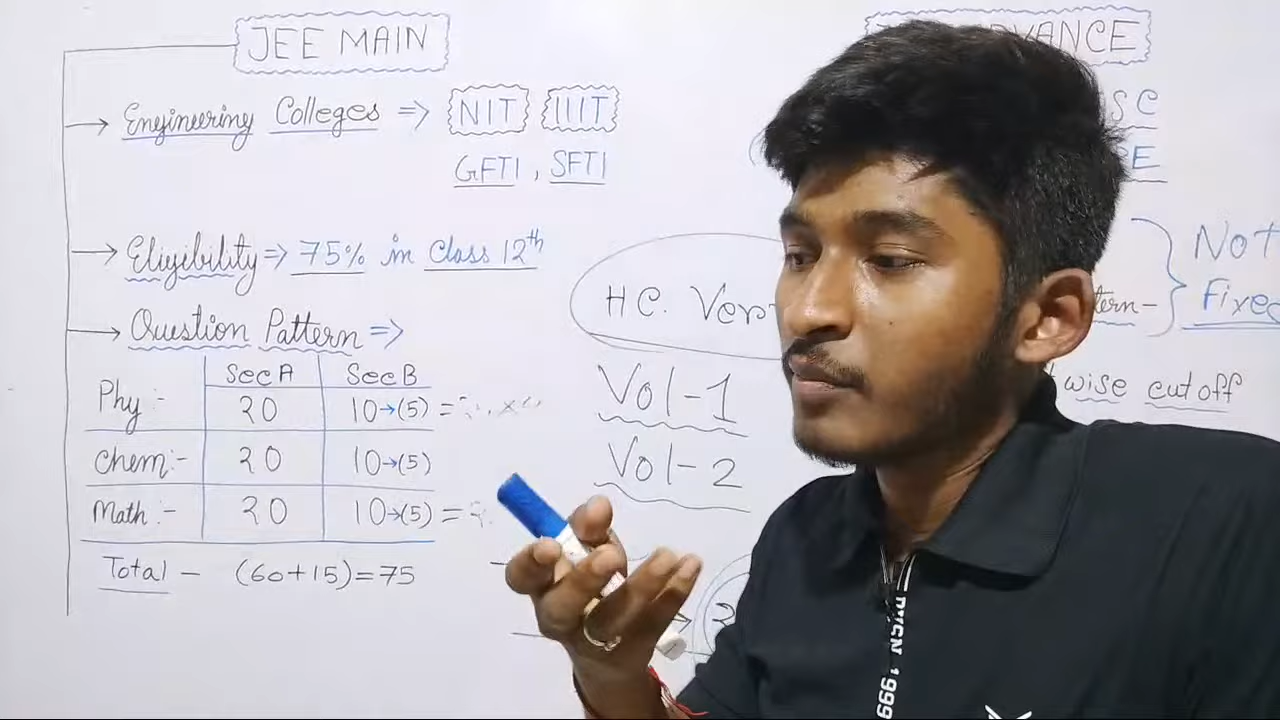 JEE MAIN
Engineering Colleges => NIT IIIT
GFTI, SFTI
Eligibility => 75% in Class 12th
Question Pattern =>
Sec A Sec B
Phy:- 20 10→(5) =
Chem:- 20 10→(5)
Math:- 20 10→(5) =
Total - (60+15)=75
HC.
Vol-1
Vol-2
Not
Fixed
wise cutoff
1999